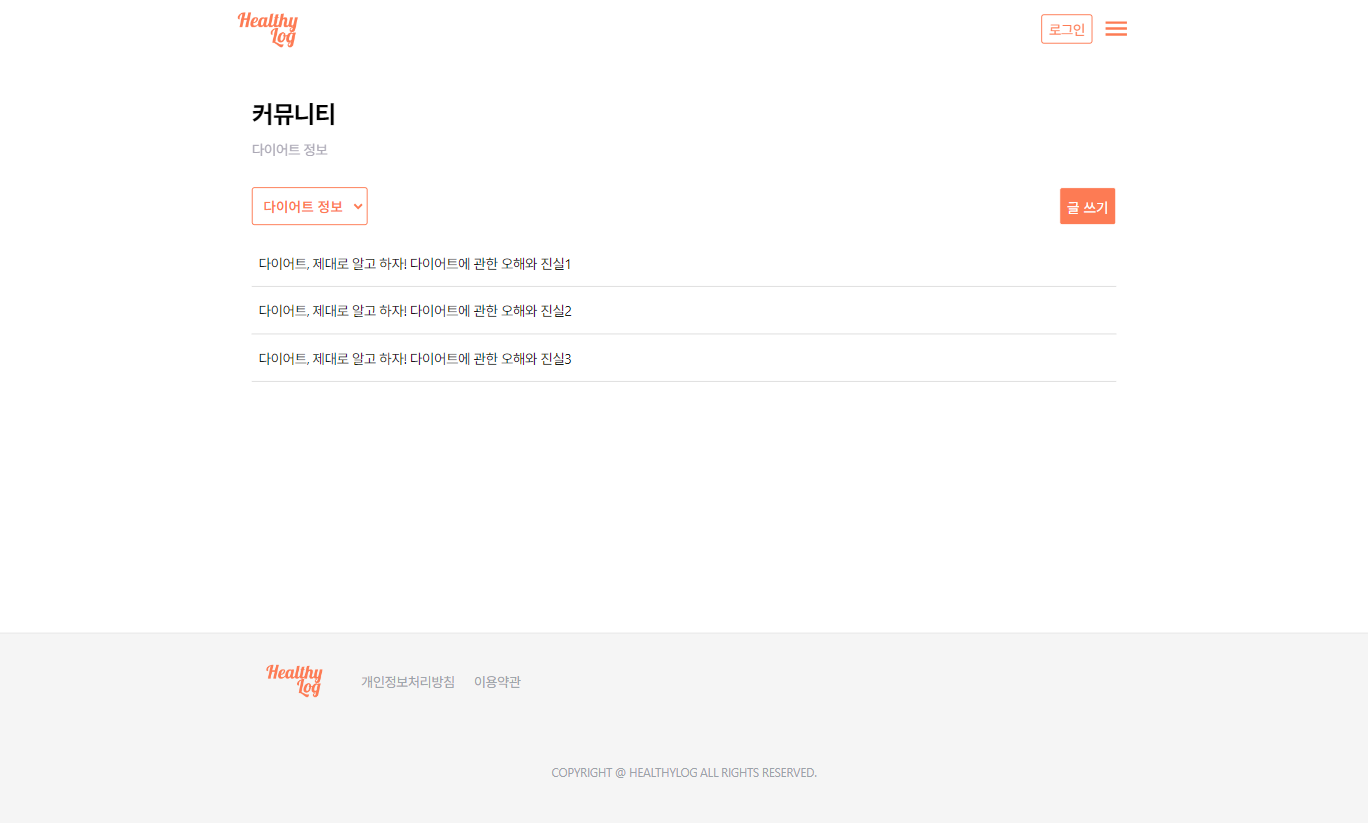 Healthy
Log
로그인
커뮤니티
다이어트 정보
다이어트 정보
글 쓰기
다이어트, 제대로 알고 하자! 다이어트에 관한 오해와 진실1
다이어트, 제대로 알고 하자! 다이어트에 관한 오해와 진실2
다이어트, 제대로 알고 하자! 다이어트에 관한 오해와 진실3
Healthy
Log
개인정보처리방침 이용약관
COPYRIGHT @ HEALTHYLOG ALL RIGHTS RESERVED.